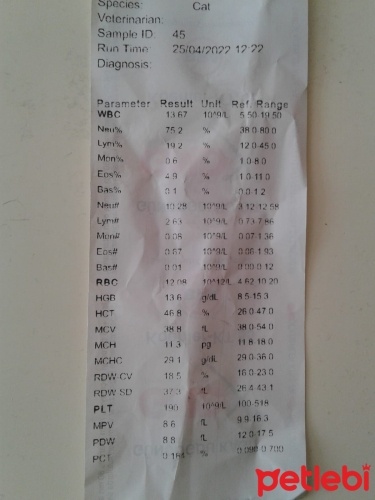 Species: Cat
Veterinarian:
Sample ID: 45
Run Time: 25/04/2022 12:22
Diagnosis:
Parameter Result Unit Ref. Range
WBC 13.67 10^9/L 5.50-19.50
Neu% 75.2 % 38.0-80.0
Lym% 19.2 % 12.0-45.0
Mon% 0.6 % 1.0-8.0
Eos% 4.9 % 1.0-11.0
Bas% 0.1 % 0.0-1.2
Neu# 10.28 10^9/L 3.12-12.58
Lym# 2.63 10^9/L 0.73-7.86
Mon# 0.08 10^9/L 0.07-1.36
Eos# 0.67 10^9/L 0.06-1.93
Bas# 0.01 10^9/L 0.00-0.12
RBC 12.08 10^12/L 4.62-10.20
HGB 13.6 g/dL 8.5-15.3
HCT 46.8 % 26.0-47.0
MCV 38.8 fL 38.0-54.0
MCH 11.3 pg 11.8-18.0
MCHC 29.1 g/dL 29.0-36.0
RDW-CV 18.5 % 16.0-23.0
RDW-SD fL 26.4-43.1
PLT 190 10^9/L 100-518
MPV 8.6 fL 9.9-16.3
PDW 8.8 12.0-17.5
PCT 0.164 % 0.090-0.700
petlebi